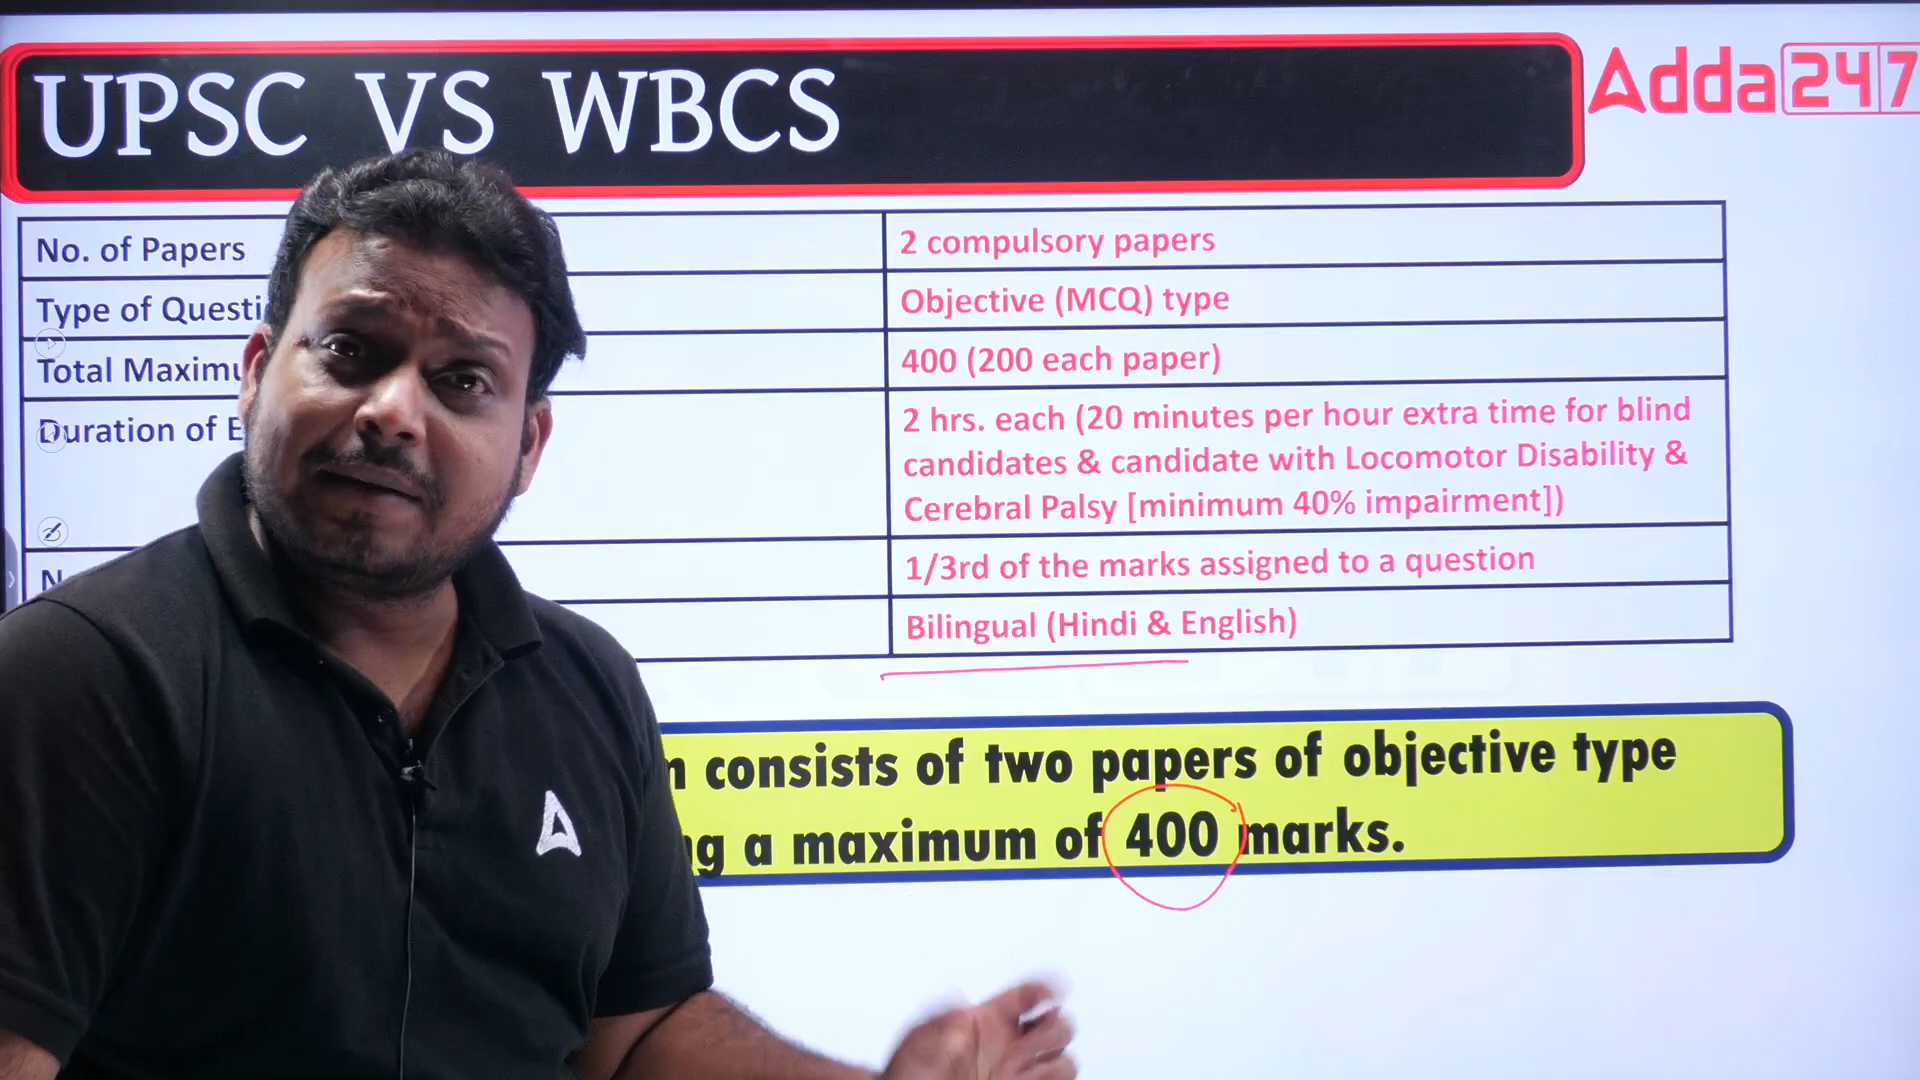 UPSC VS WBCS
Adda247
No. of Papers
2 compulsory papers
Type of
Objective (MCQ) type
Total
400 (200 each paper)
Duration of
2 hrs. each (20 minutes per hour extra time for blind
candidates & candidate with Locomotor Disability &
Cerebral Palsy [minimum 40% impairment])
1/3rd of the marks assigned to a question
Bilingual (Hindi & English)
consists of two papers of objective type
a maximum of 400 marks.